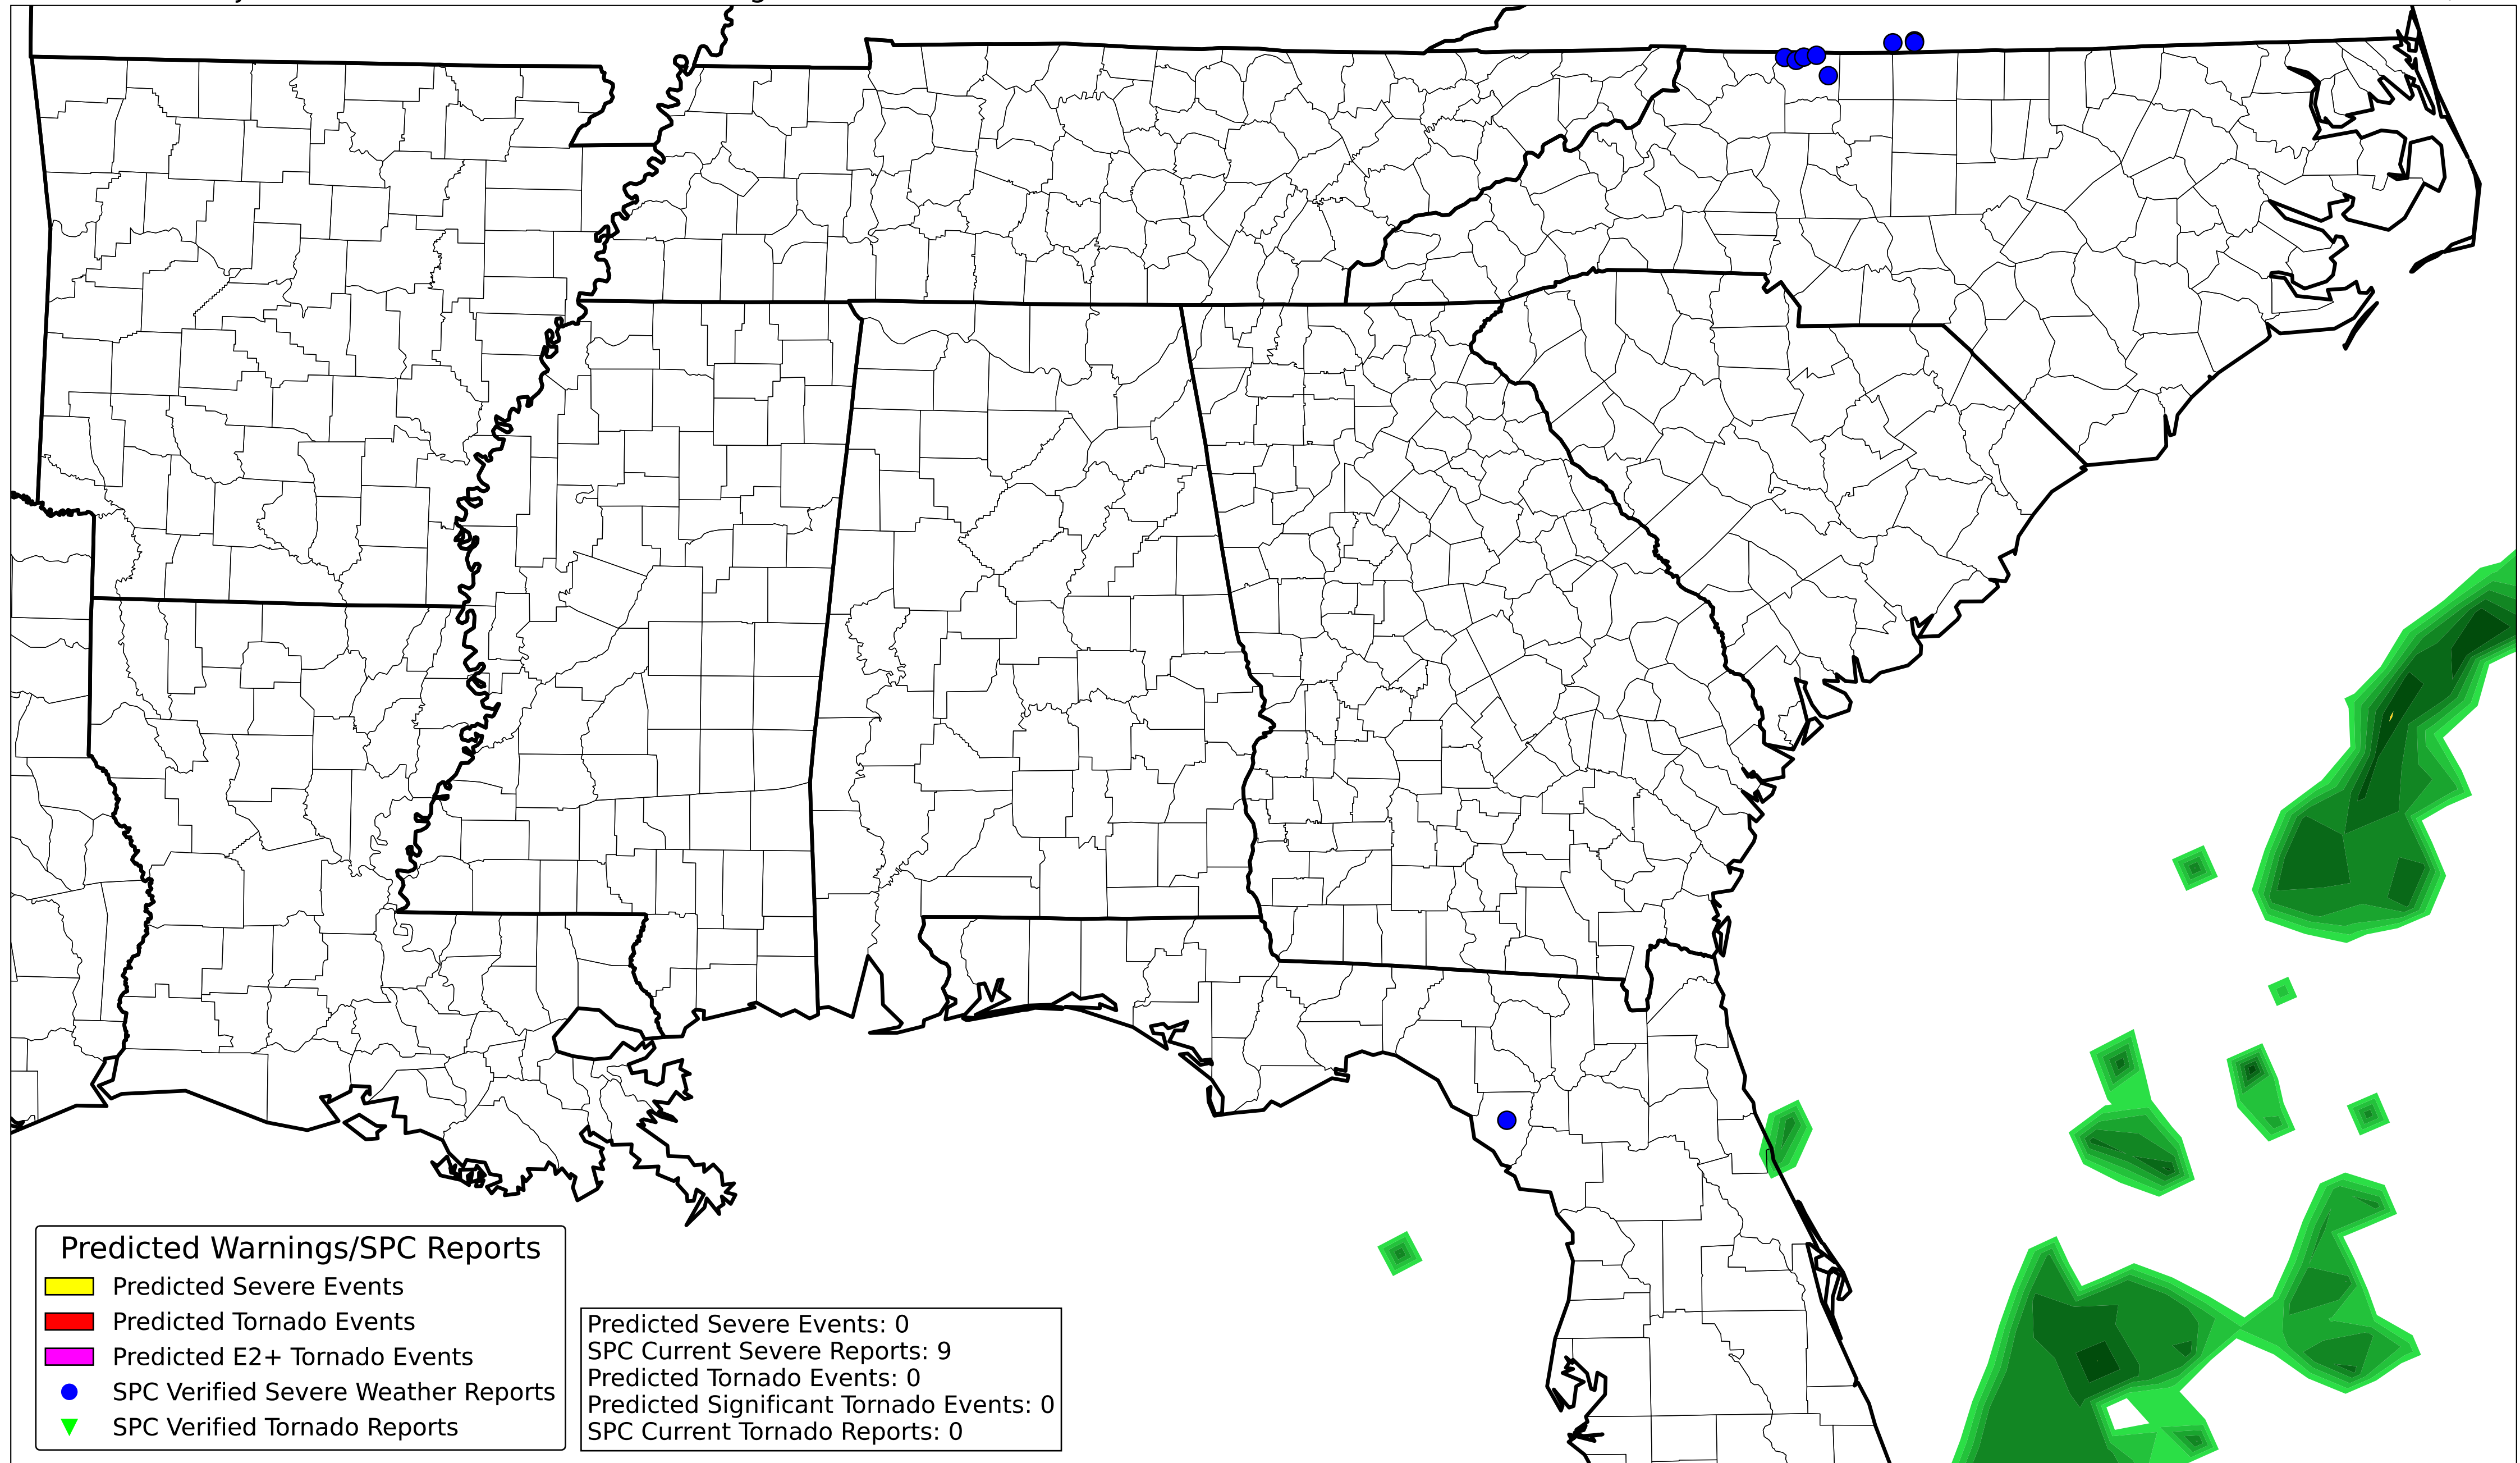 Predicted Warnings/SPC Reports
Predicted Severe Events
Predicted Tornado Events
Predicted E2+ Tornado Events
SPC Verified Severe Weather Reports
SPC Verified Tornado Reports
Predicted Severe Events: 0
SPC Current Severe Reports: 9
Predicted Tornado Events: 0
Predicted Significant Tornado Events: 0
SPC Current Tornado Reports: 0